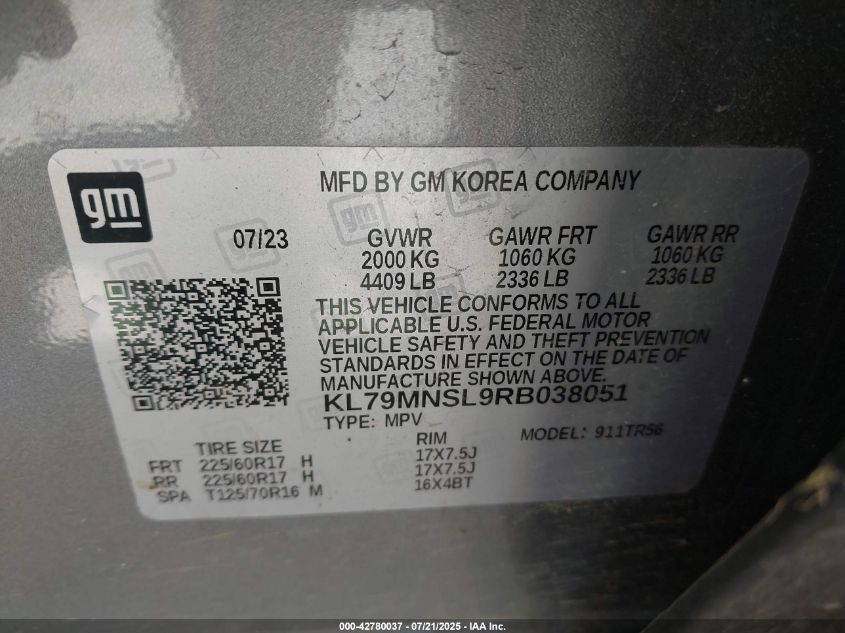 gm
MFD BY GM KOREA COMPANY
07/23
GVWR GAWR FRT GAWR RR
2000 KG 1060 KG 1060 KG
4409 LB 2336 LB 2336 LB
THIS VEHICLE CONFORMS TO ALL
APPLICABLE U.S. FEDERAL MOTOR
VEHICLE SAFETY AND THEFT PREVENTION
STANDARDS IN EFFECT ON THE DATE OF
MANUFACTURE SHOWN ABOVE.
KL79MNSL9RB038051
TYPE: MPV
MODEL: 911TR56
TIRE SIZE RIM
FRT 225/60R17 H 17X7.5J
RR 225/60R17 H 17X7.5J
SPA T125/70R16 M 16X4BT
000-42780037 - 07/21/2025 - IAA Inc.